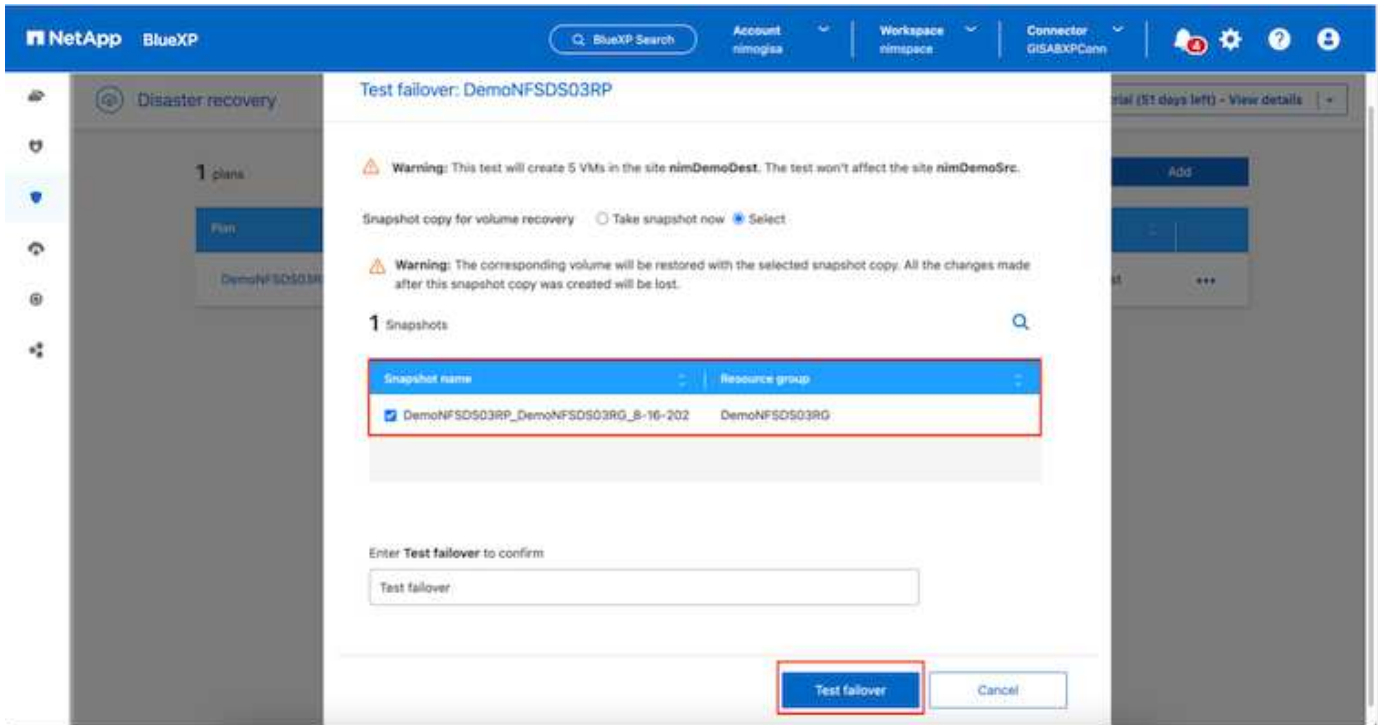 NetApp BlueXP
BlueXP Search
Account
nimogisa
Workspace
nimspace
Connector
GISABXPConn
4
Disaster recovery
Test failover: DemoNFSDS03RP
rial (51 days left) - View details
1 plans
Add
Plan
DemoNFSDS03R
st
Warning: This test will create 5 VMs in the site nimDemoDest. The test won't affect the site nimDemoSrc.
Snapshot copy for volume recovery Take snapshot now Select
Warning: The corresponding volume will be restored with the selected snapshot copy. All the changes made
after this snapshot copy was created will be lost.
1 Snapshots
Snapshot name Resource group
DemoNFSDS03RP_DemoNFSDS03RG_8-16-202 DemoNFSDS03RG
Enter Test failover to confirm
Test failover
Test failover Cancel